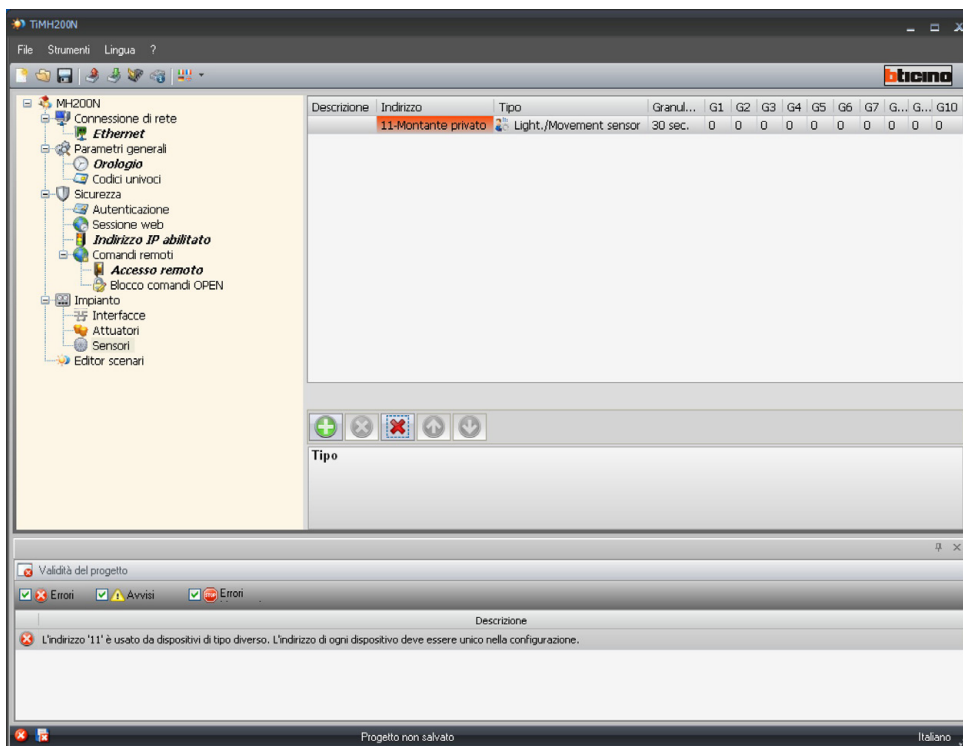 TiMH200N
File Strumenti Lingua ?
bticino
MH200N
Connessione di rete
Ethernet
Parametri generali
Orologio
Codici univoci
Sicurezza
Autenticazione
Sessione web
Indirizzo IP abilitato
Comandi remoti
Accesso remoto
Blocco comandi OPEN
Impianto
Interfacce
Attuatori
Sensori
Editor scenari
Descrizione Indirizzo Tipo Granul... G1 G2 G3 G4 G5 G6 G7 G... G... G10
11-Montante privato Light./Movement sensor 30 sec. 0 0 0 0 0 0 0 0 0 0
Tipo
Validità del progetto
Errori Avvisi Errori
Descrizione
L'indirizzo '11' è usato da dispositivi di tipo diverso. L'indirizzo di ogni dispositivo deve essere unico nella configurazione.
Progetto non salvato Italiano